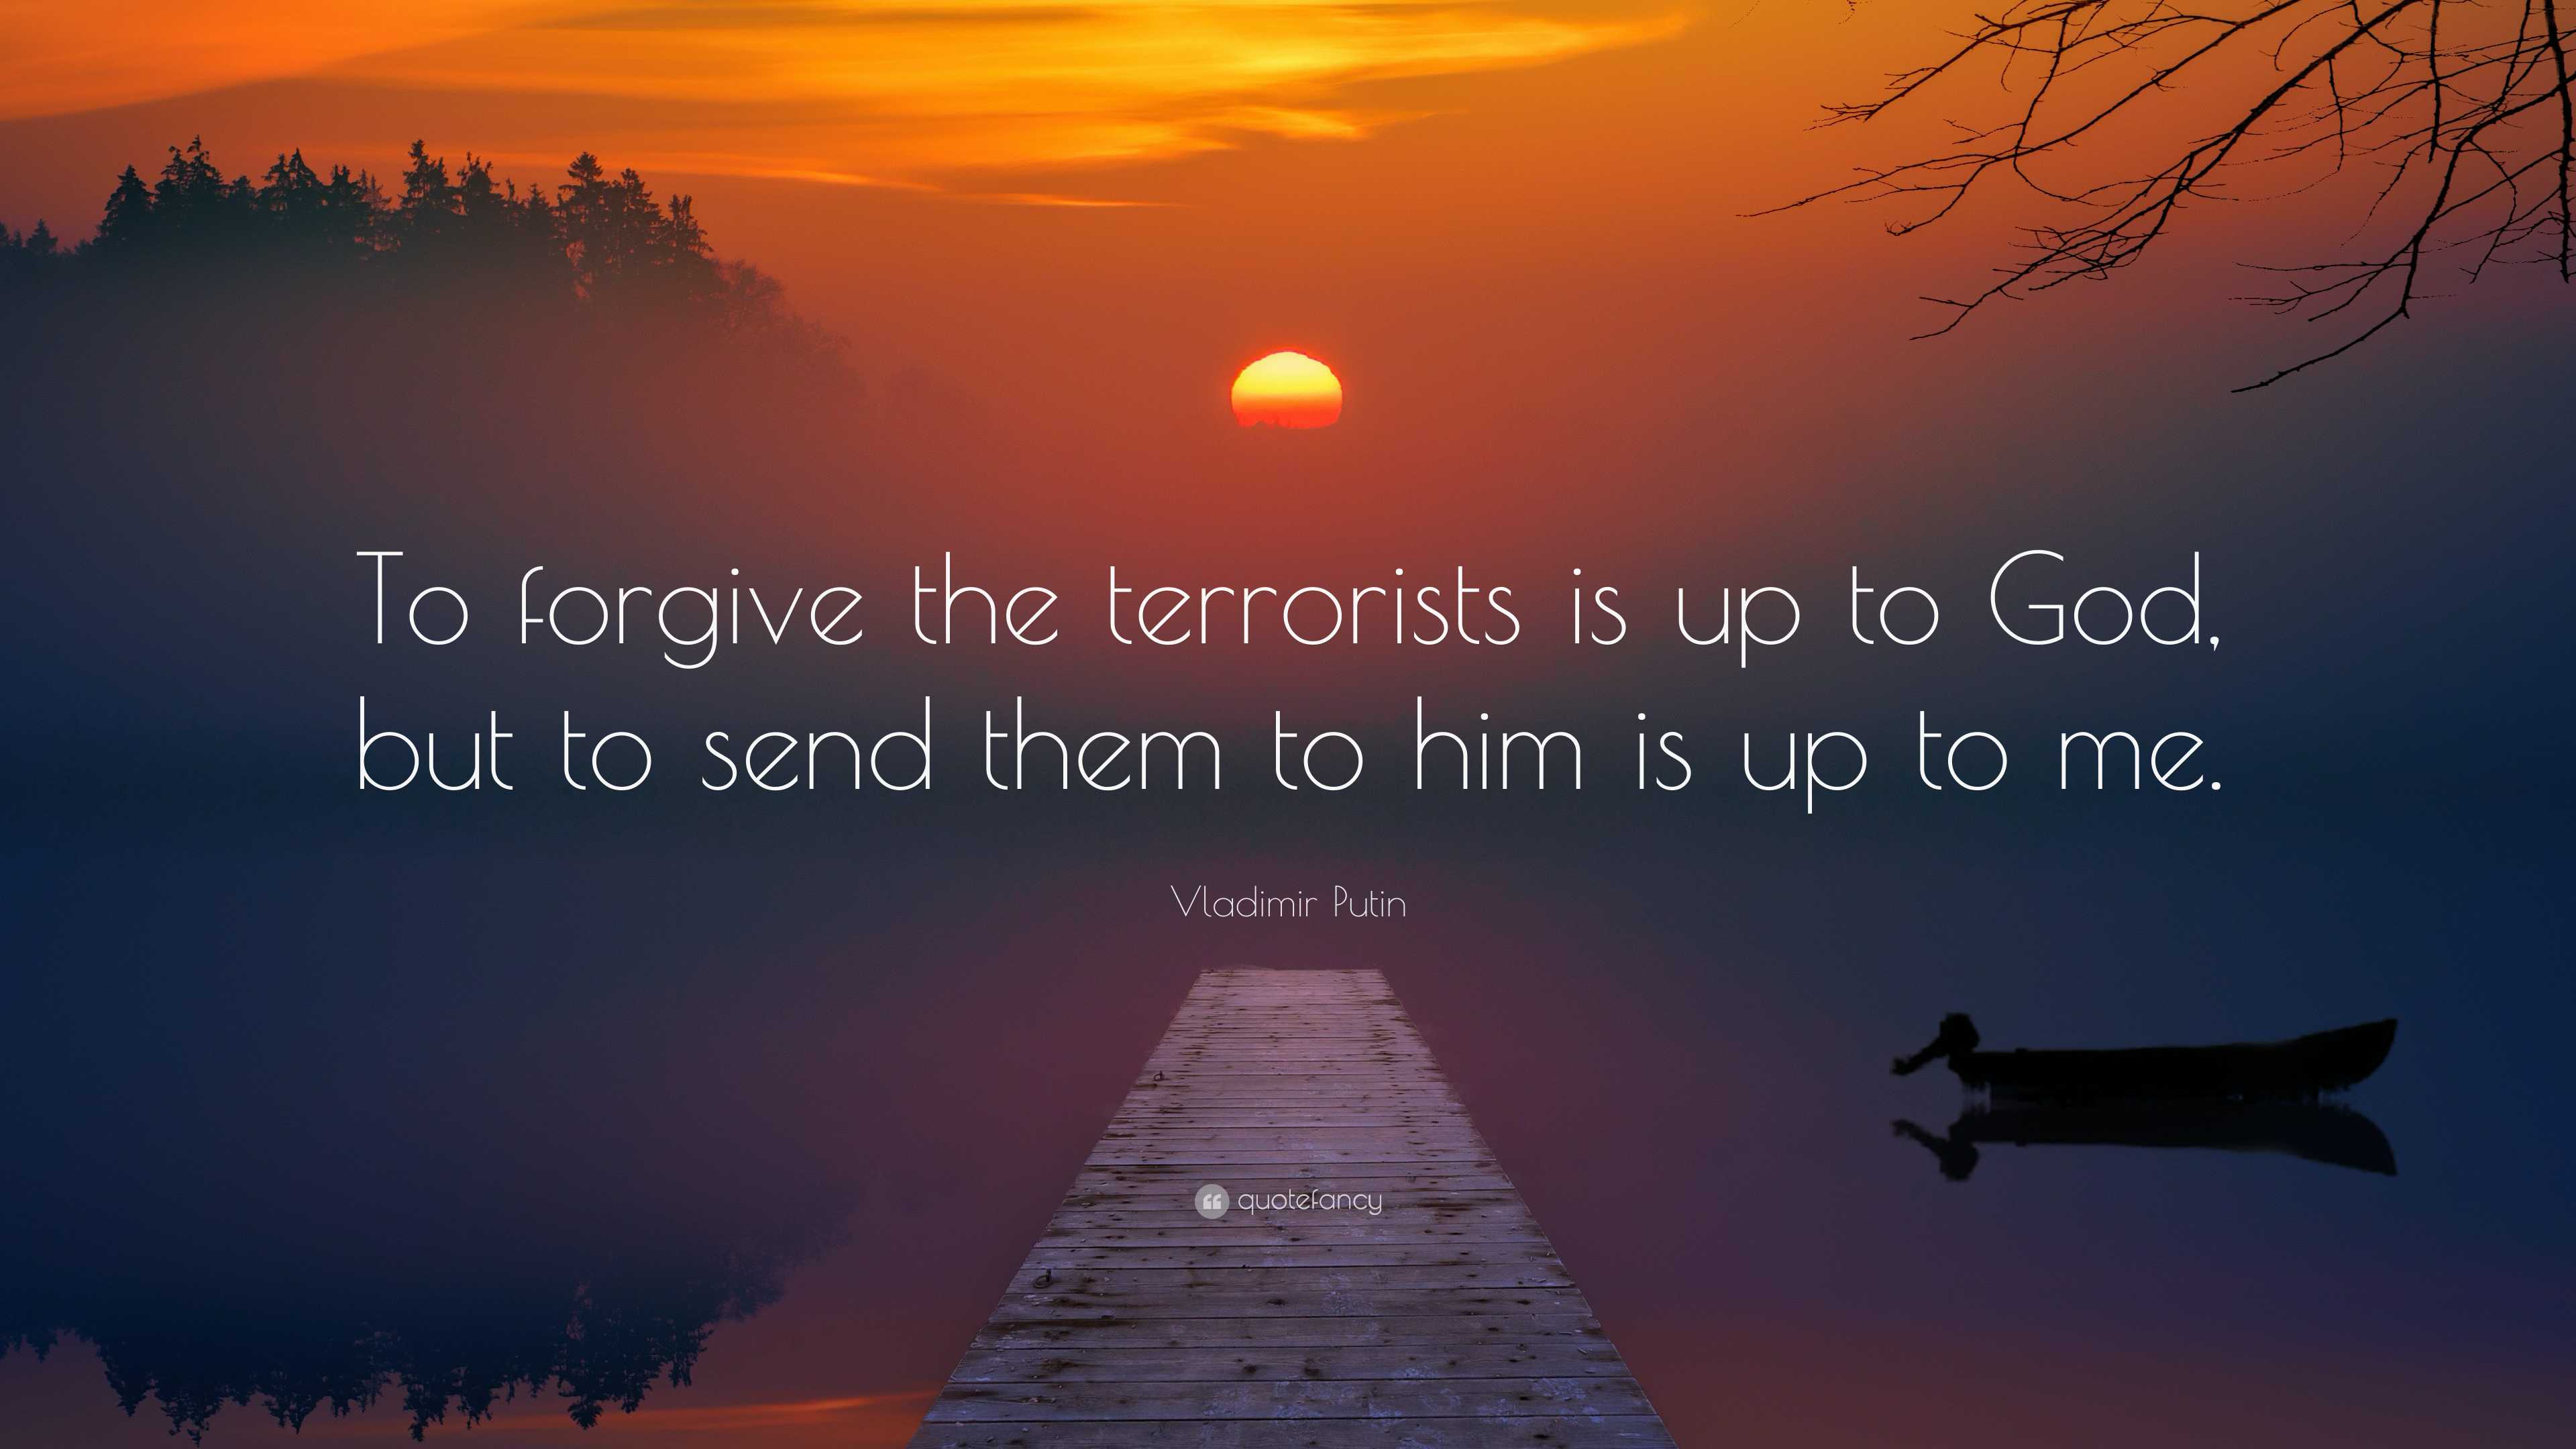 To forgive the terrorists is up to God,
but to send them to him is up to me.
Vladimir Putin
quotefancy